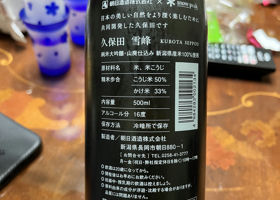 朝日酒造株式会社 × snow peak
日本の美しい自然をより深く楽しむために
共同開発した久保田です
久保田 雪峰 KUBOTA SEPPOU
純米大吟醸・山廃仕込み 新潟県産米100%使用
原材料名 米、米こうじ
精米歩合 こうじ米 50%
かけ米 33%
内容量 500ml
アルコール分 16度
保存方法 冷暗所で保存
製造者／朝日酒造株式会社
新潟県長岡市朝日880-1